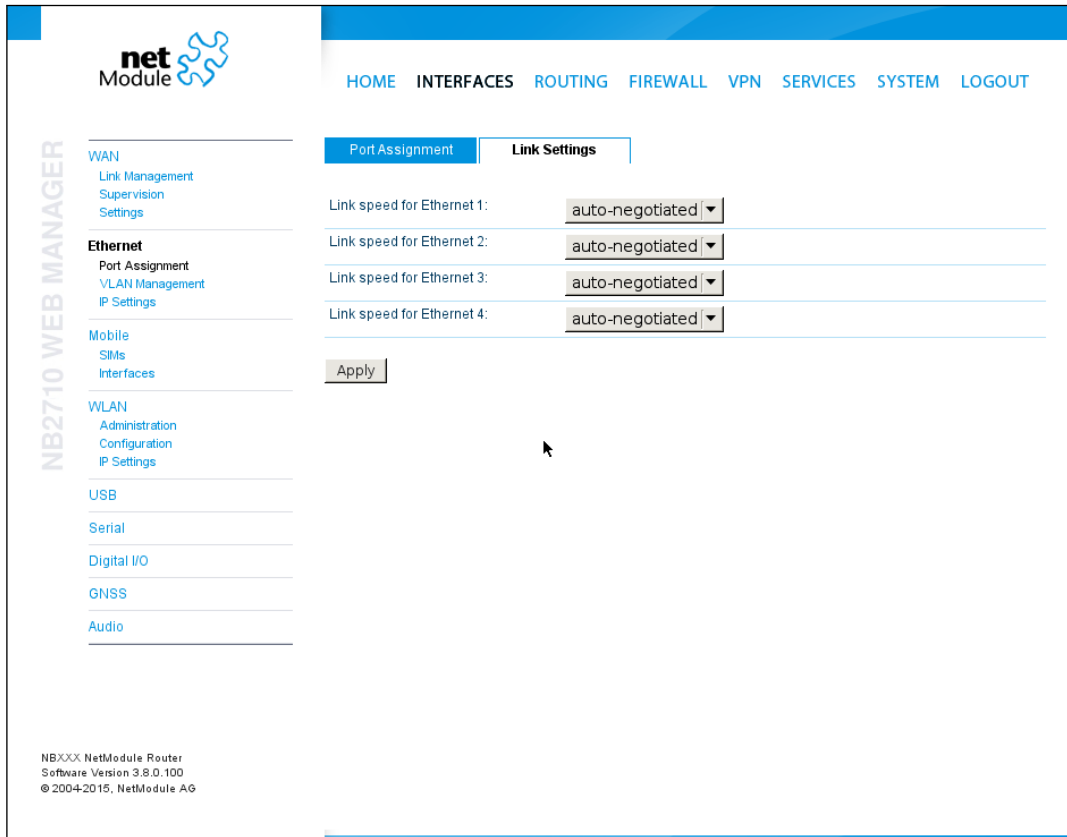 net
Module
HOME INTERFACES ROUTING FIREWALL VPN SERVICES SYSTEM LOGOUT
NB2710 WEB MANAGER
WAN
Link Management
Supervision
Settings
Ethernet
Port Assignment
VLAN Management
IP Settings
Mobile
SIMs
Interfaces
WLAN
Administration
Configuration
IP Settings
USB
Serial
Digital I/O
GNSS
Audio
Port Assignment Link Settings
Link speed for Ethernet 1: auto-negotiated
Link speed for Ethernet 2: auto-negotiated
Link speed for Ethernet 3: auto-negotiated
Link speed for Ethernet 4: auto-negotiated
Apply
NBXXX NetModule Router
Software Version 3.8.0.100
© 2004-2015, NetModule AG